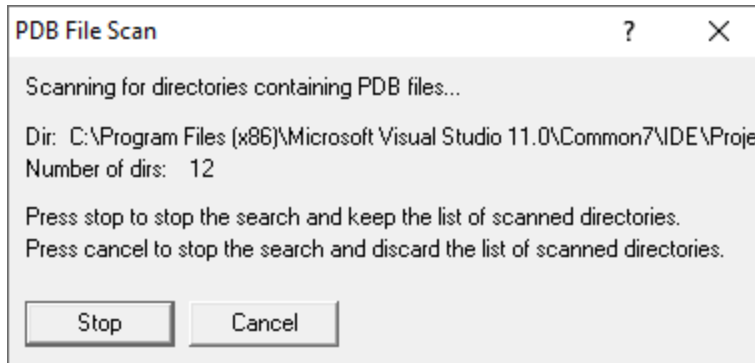 PDB File Scan
Scanning for directories containing PDB files...
Dir: C:\Program Files (x86)\Microsoft Visual Studio 11.0\Common7\IDE\Proje
Number of dirs: 12
Press stop to stop the search and keep the list of scanned directories.
Press cancel to stop the search and discard the list of scanned directories.
Stop Cancel